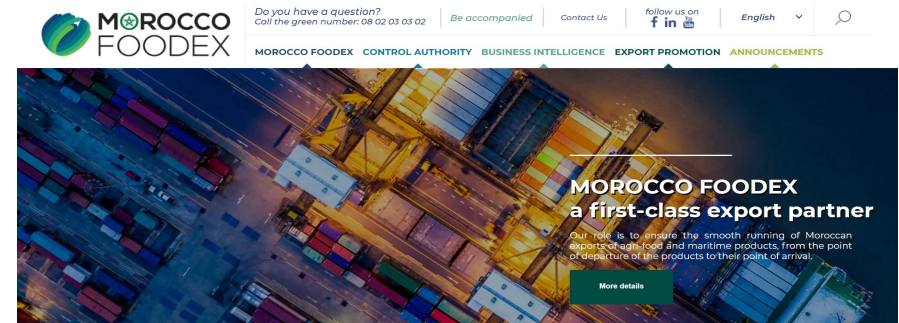 MOROCCO
FOODEX
Do you have a question?
Call the green number: 08 02 03 03 02
Be accompanied
Contact Us
follow us on
English
MOROCCO FOODEX CONTROL AUTHORITY BUSINESS INTELLIGENCE EXPORT PROMOTION ANNOUNCEMENTS
MOROCCO FOODEX
a first-class export partner
Our role is to ensure the smooth running of Moroccan
exports of agri-food and maritime products, from the point
of departure of the products to their point of arrival.
More details